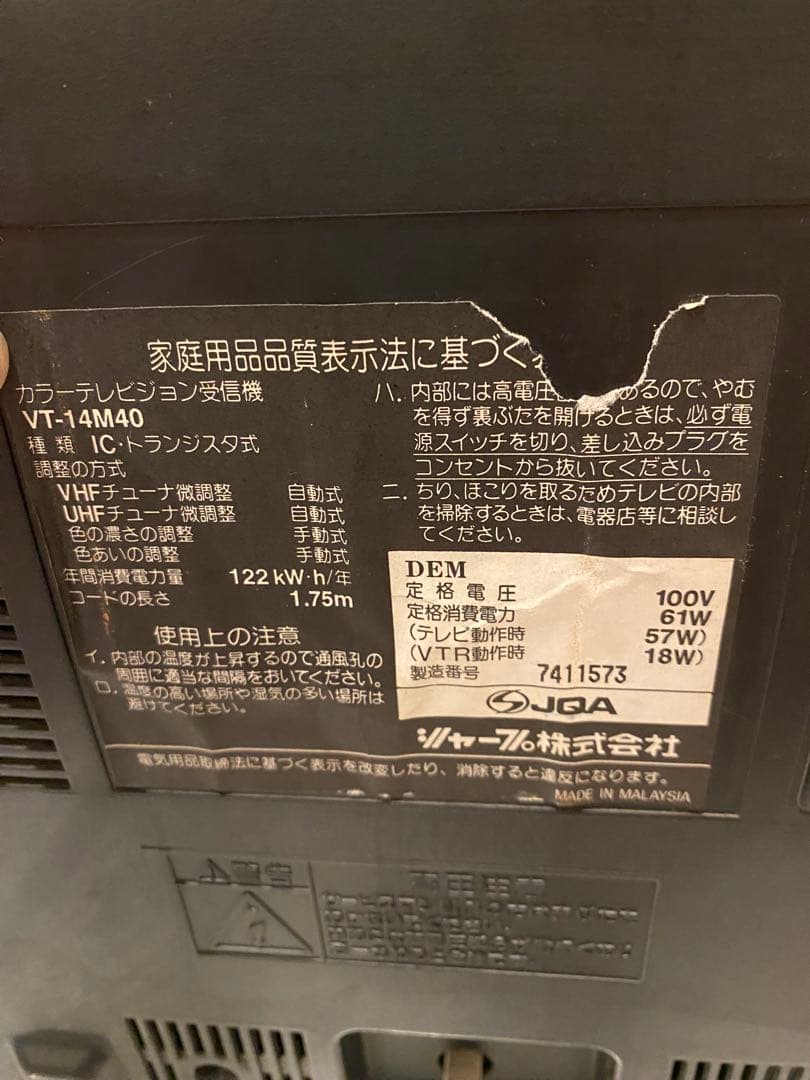 家庭用品品質表示法に基づく
カラーテレビジョン受信機
VT-14M40
種類 IC・トランジスタ式
調整の方式
VHFチューナ微調整 自動式
UHFチューナ微調整 自動式
色の濃さの調整 手動式
色あいの調整 手動式
年間消費電力量 122kW・h/年
コードの長さ 1.75m
使用上の注意
イ. 内部の温度が上昇するので通風孔の
周囲に適当な間隔をおいてください。
ロ. 温度の高い場所や湿気の多い場所は
避けてください。
ハ. 内部には高電圧 あるので、やむ
を得ず裏ぶたを開けるときは、必ず電
源スイッチを切り、差し込みプラグを
コンセントから抜いてください。
ニ. ちり、ほこりを取るためテレビの内部
を掃除するときは、電器店等に相談し
てください。
DEM
定格電圧 100V
定格消費電力 61W
(テレビ動作時 57W)
(VTR動作時 18W)
製造番号 7411573
JQA
シャープ株式会社
電気用品取締法に基づく表示を改変したり、消除すると違反になります。
MADE IN MALAYSIA
警告